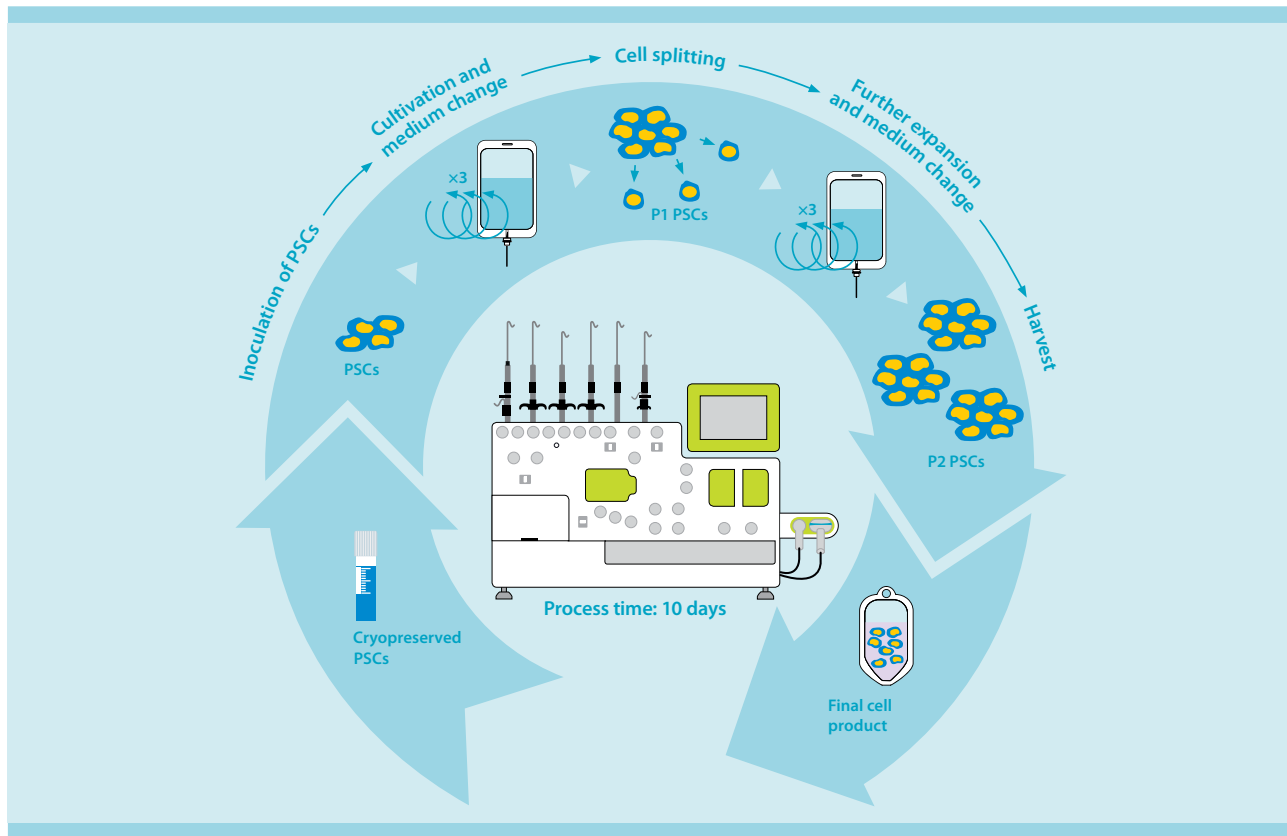 Inoculation of PSCs
Cultivation and
medium change
Cell splitting
Further expansion
and medium change
Harvest
×3
P1 PSCs
×3
PSCs
P2 PSCs
Process time: 10 days
Cryopreserved
PSCs
Final cell
product